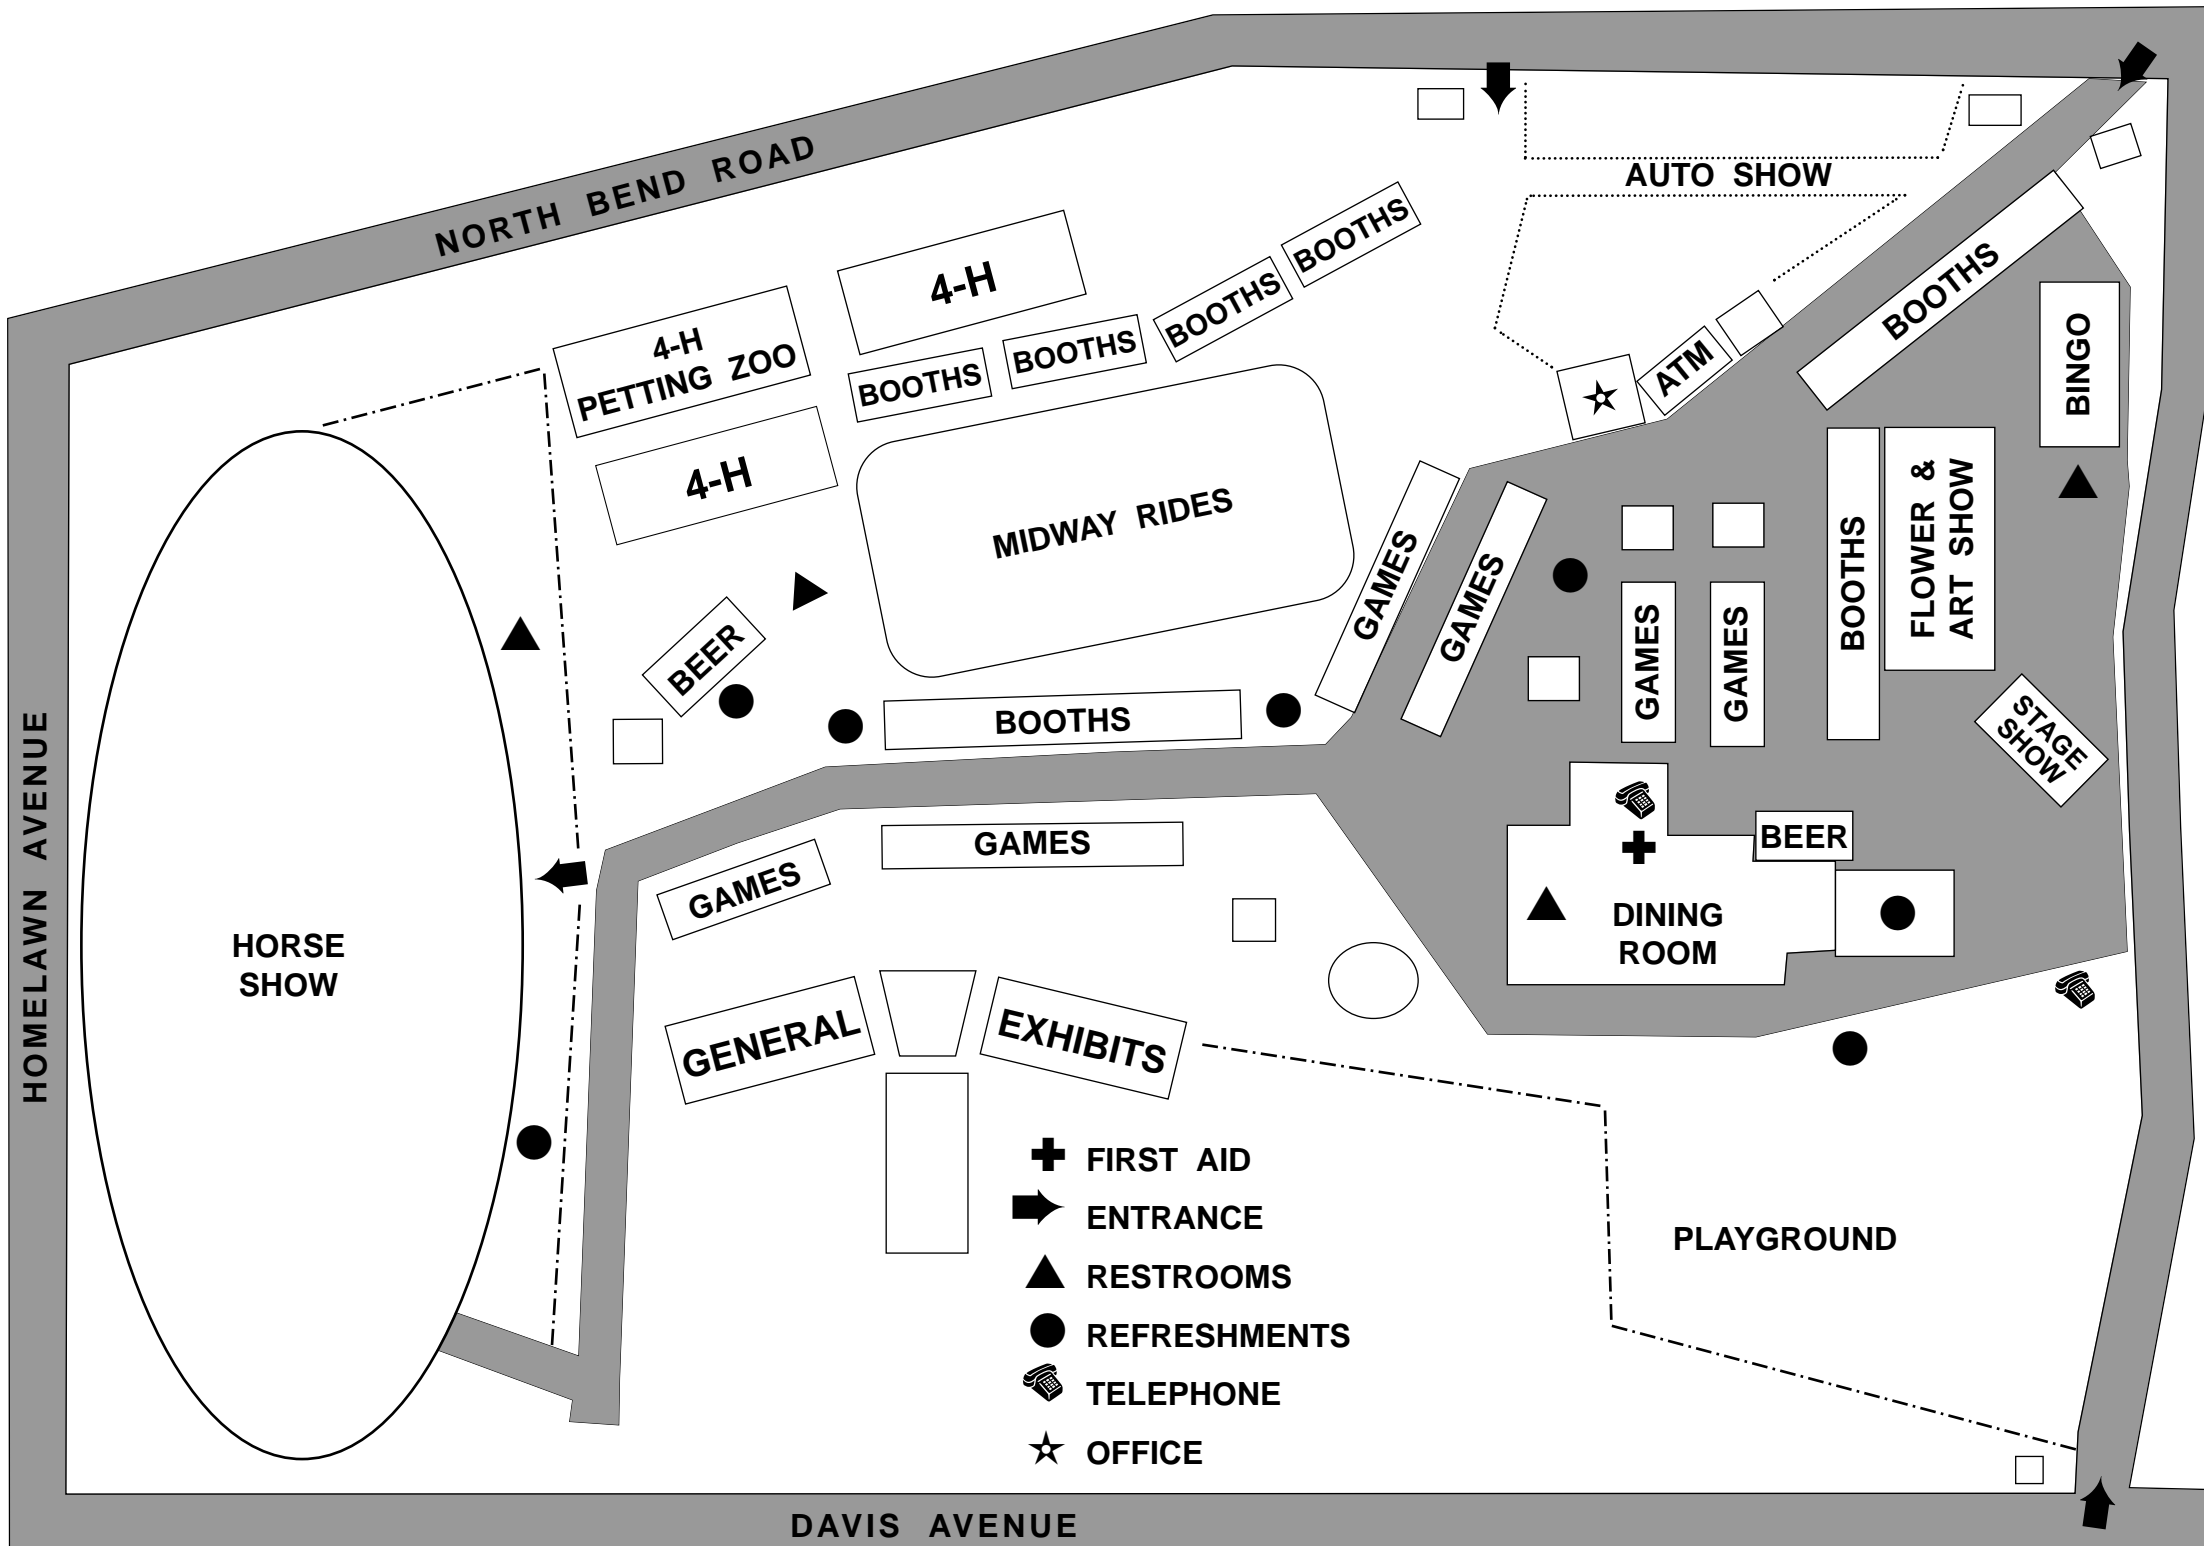 NORTH BEND ROAD
AUTO SHOW
BOOTHS
BOOTHS
BOOTHS
BOOTHS
4-H
4-H
PETTING ZOO
4-H
BOOTHS
BINGO
ATM
MIDWAY RIDES
GAMES
GAMES
GAMES
GAMES
BOOTHS
FLOWER &
ART SHOW
BEER
BOOTHS
STAGE
SHOW
GAMES
GAMES
BEER
DINING
ROOM
HOMELAWN AVENUE
HORSE
SHOW
GENERAL
EXHIBITS
FIRST AID
ENTRANCE
RESTROOMS
REFRESHMENTS
TELEPHONE
OFFICE
PLAYGROUND
DAVIS AVENUE